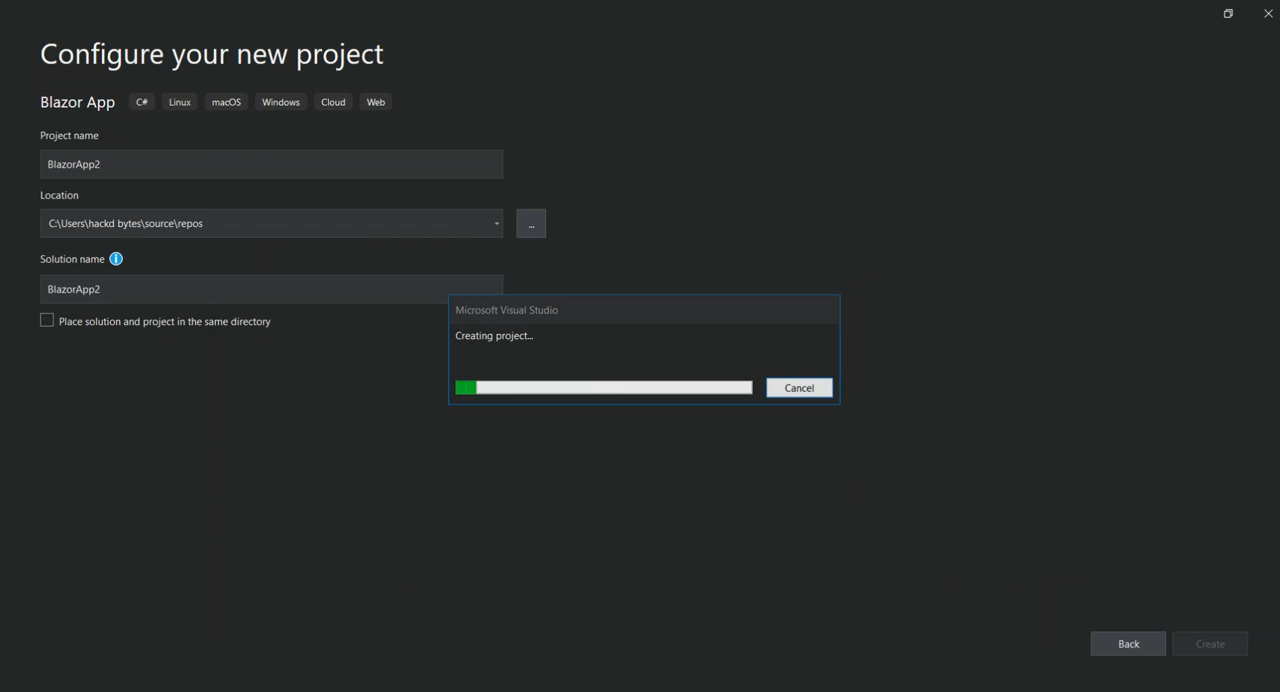 Configure your new project
Blazor App C# Linux macOS Windows Cloud Web
Project name
BlazorApp2
Location
C:\Users\hackd bytes\source\repos
...
Solution name
BlazorApp2
Place solution and project in the same directory
Microsoft Visual Studio
Creating project...
Cancel
Back Create